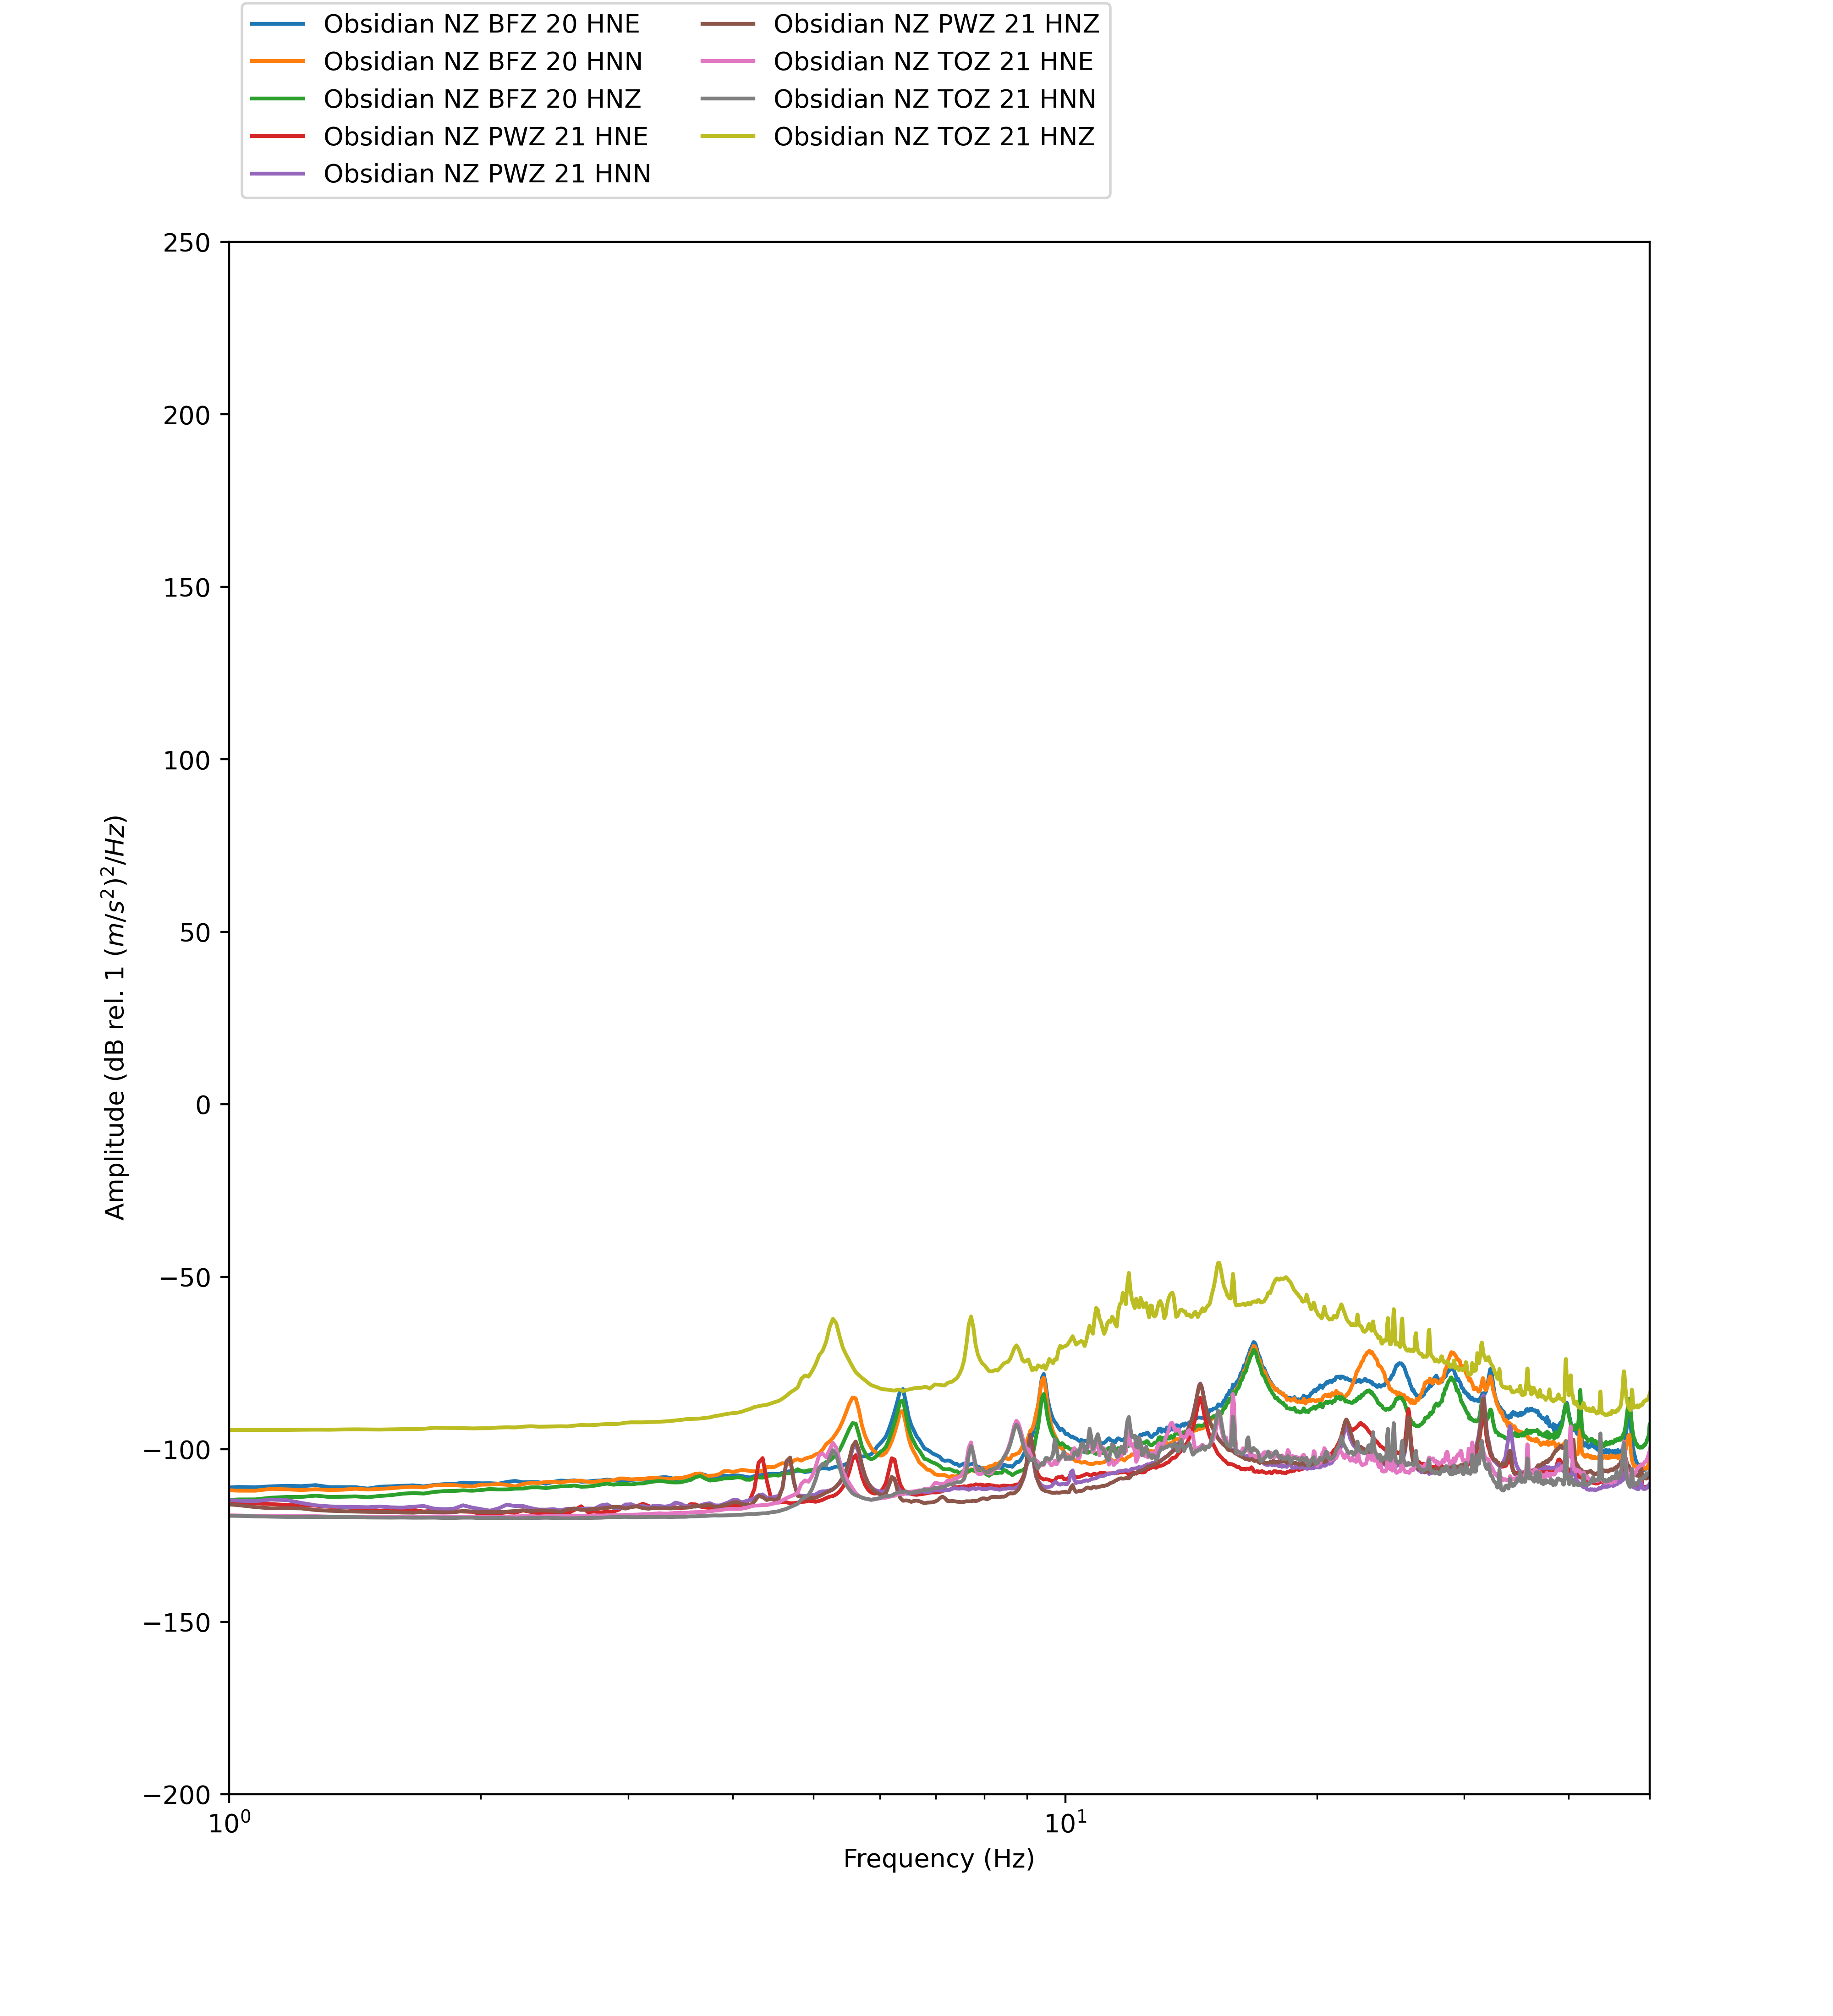 Obsidian NZ BFZ 20 HNE
Obsidian NZ BFZ 20 HNN
Obsidian NZ BFZ 20 HNZ
Obsidian NZ PWZ 21 HNE
Obsidian NZ PWZ 21 HNN
Obsidian NZ PWZ 21 HNZ
Obsidian NZ TOZ 21 HNE
Obsidian NZ TOZ 21 HNN
Obsidian NZ TOZ 21 HNZ
250
200
150
100
50
0
−50
−100
−150
−200
Amplitude (dB rel. 1 (m/s²)²/Hz)
10⁰
10¹
Frequency (Hz)